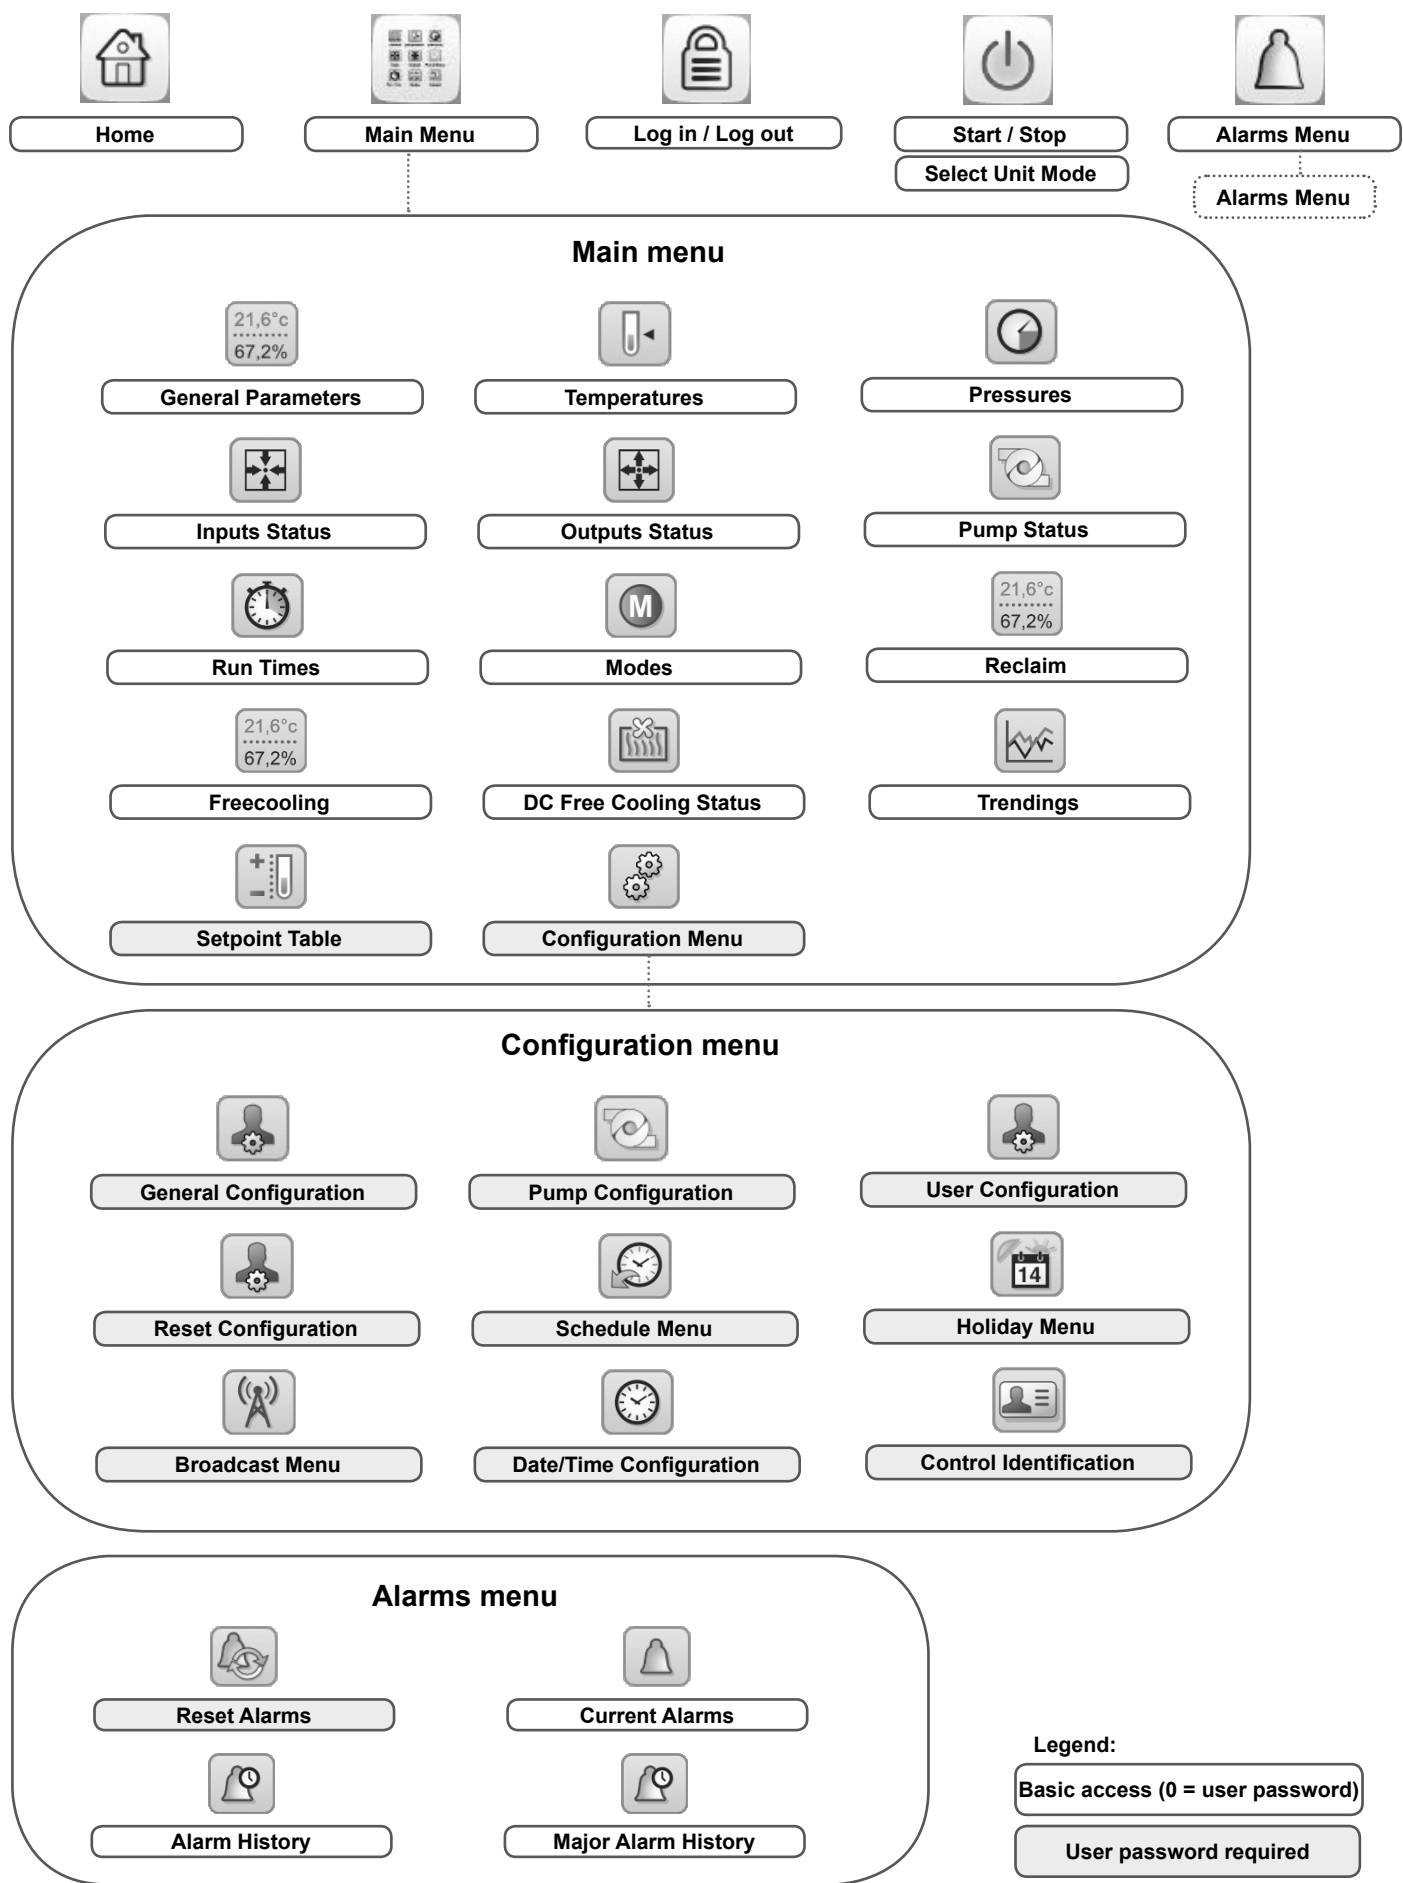 Home
Main Menu
Log in / Log out
Start / Stop
Alarms Menu
Select Unit Mode
Alarms Menu
Main menu
21,6°c
67,2%
General Parameters
Temperatures
Pressures
Inputs Status
Outputs Status
Pump Status
M
21,6°c
67,2%
Run Times
Modes
Reclaim
21,6°c
67,2%
Freecooling
DC Free Cooling Status
Trendings
Setpoint Table
Configuration Menu
Configuration menu
General Configuration
Pump Configuration
User Configuration
14
Reset Configuration
Schedule Menu
Holiday Menu
Broadcast Menu
Date/Time Configuration
Control Identification
Alarms menu
Reset Alarms
Current Alarms
Alarm History
Major Alarm History
Legend:
Basic access (0 = user password)
User password required